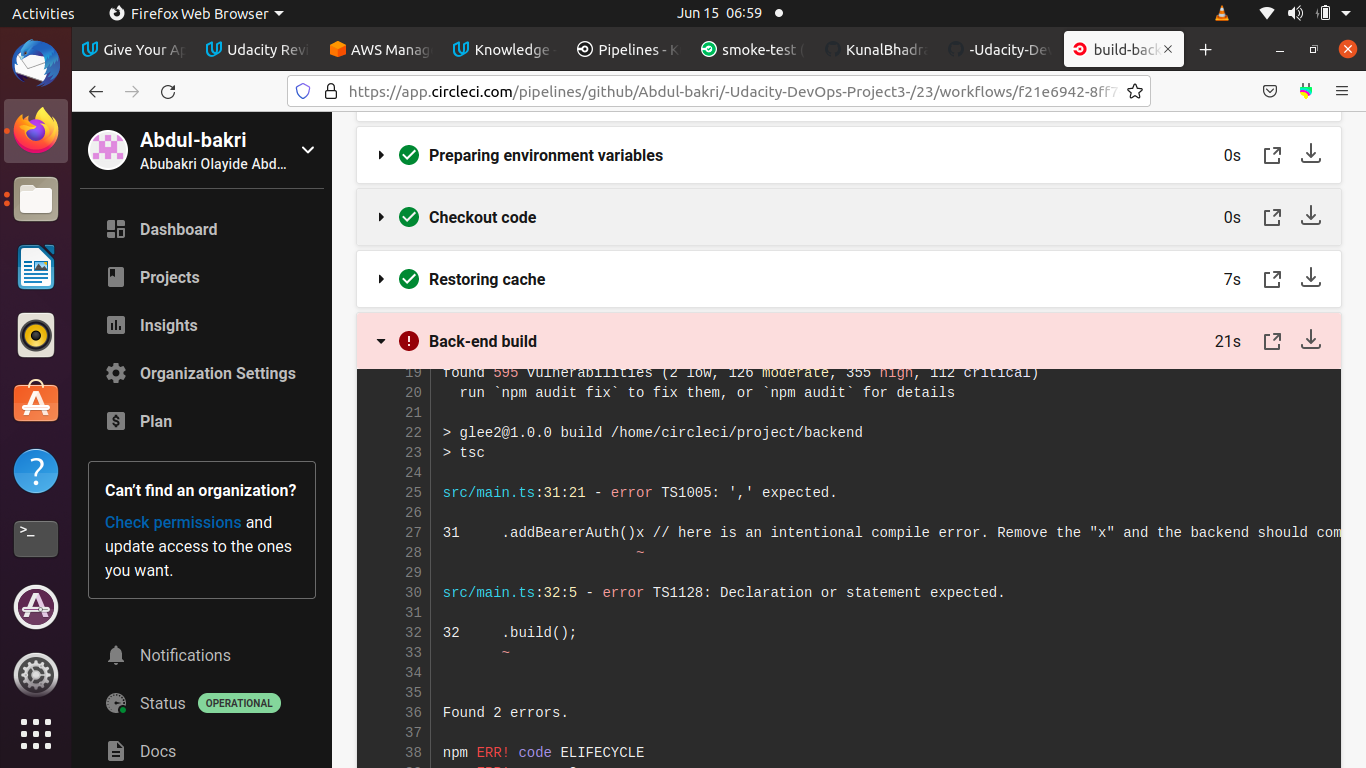 Activities
Firefox Web Browser
Jun 15 06:59
Give Your Ap
Udacity Revi
AWS Manag
Knowledge -
Pipelines - K
smoke-test (
KunalBhadra
-Udacity-Dev
build-back
https://app.circleci.com/pipelines/github/Abdul-bakri/-Udacity-DevOps-Project3-/23/workflows/f21e6942-8ff7
Abdul-bakri
Abubakri Olayide Abd...
Dashboard
Projects
Insights
Organization Settings
Plan
Can't find an organization?
Check permissions and
update access to the ones
you want.
Notifications
Status OPERATIONAL
Docs
Preparing environment variables 0s
Checkout code 0s
Restoring cache 7s
Back-end build 21s
19 found 595 vulnerabilities (2 low, 126 moderate, 355 high, 112 critical)
20 run `npm audit fix` to fix them, or `npm audit` for details
21
22 > glee2@1.0.0 build /home/circleci/project/backend
23 > tsc
24
25 src/main.ts:31:21 - error TS1005: ',' expected.
26
27 31 .addBearerAuth()x // here is an intentional compile error. Remove the "x" and the backend should com
28 ~
29
30 src/main.ts:32:5 - error TS1128: Declaration or statement expected.
31
32 32 .build();
33 ~
34
35
36 Found 2 errors.
37
38 npm ERR! code ELIFECYCLE